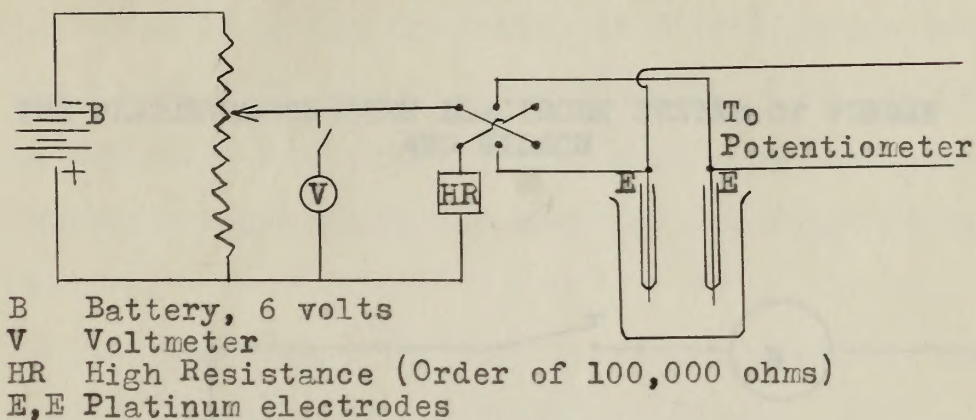 B
To
Potentiometer
+
V
HR
E
E
B Battery, 6 volts
V Voltmeter
HR High Resistance (Order of 100,000 ohms)
E,E Platinum electrodes